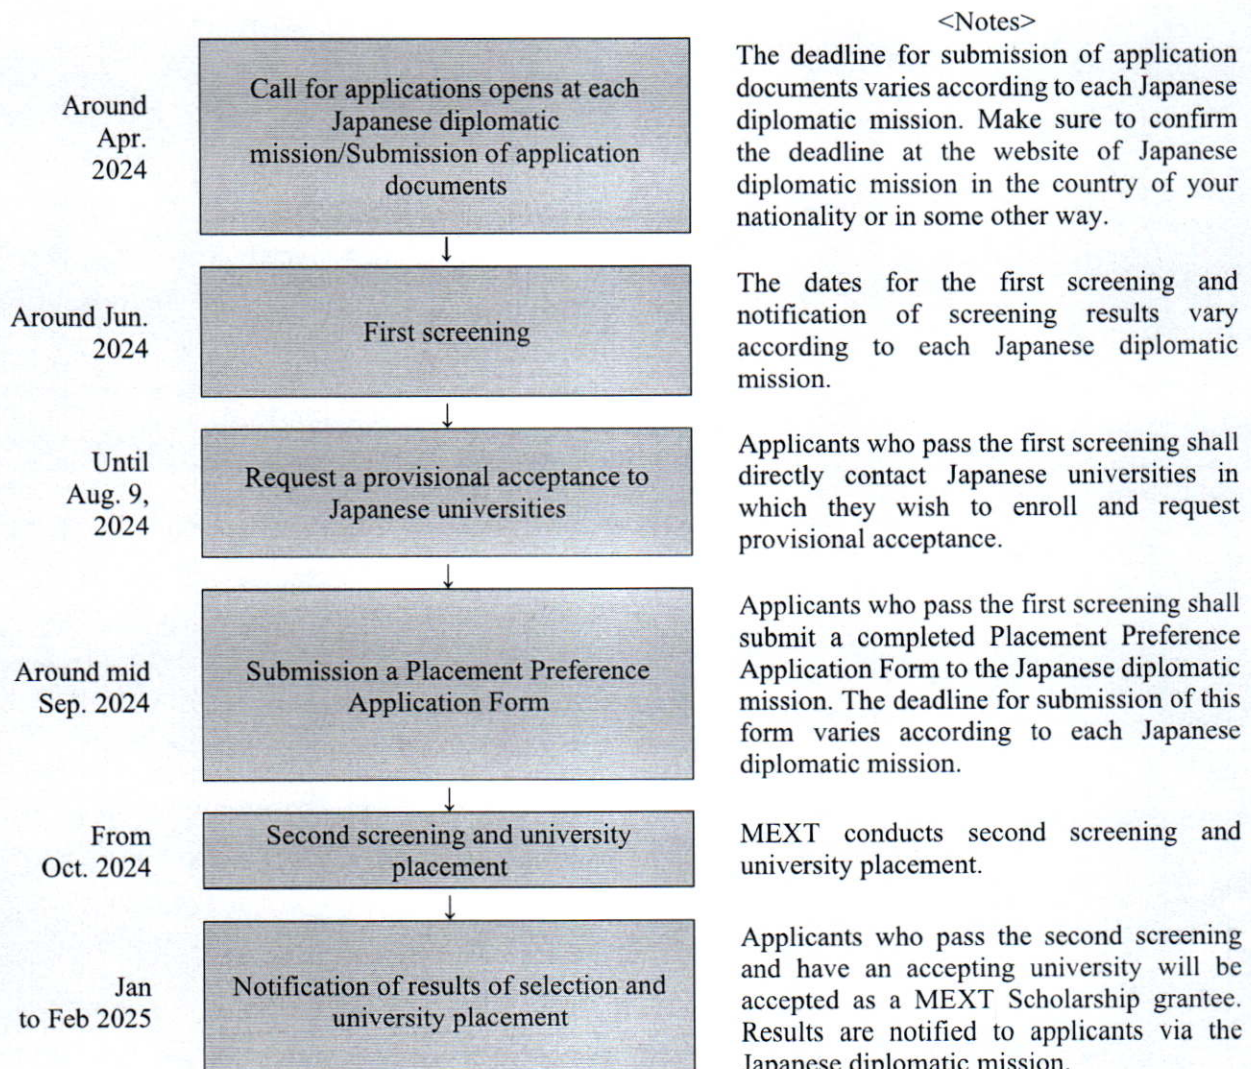 <Notes>
Around
Apr.
2024
Call for applications opens at each
Japanese diplomatic
mission/Submission of application
documents
The deadline for submission of application
documents varies according to each Japanese
diplomatic mission. Make sure to confirm
the deadline at the website of Japanese
diplomatic mission in the country of your
nationality or in some other way.
↓
Around Jun.
2024
First screening
The dates for the first screening and
notification of screening results vary
according to each Japanese diplomatic
mission.
↓
Until
Aug. 9,
2024
Request a provisional acceptance to
Japanese universities
Applicants who pass the first screening shall
directly contact Japanese universities in
which they wish to enroll and request
provisional acceptance.
↓
Around mid
Sep. 2024
Submission a Placement Preference
Application Form
Applicants who pass the first screening shall
submit a completed Placement Preference
Application Form to the Japanese diplomatic
mission. The deadline for submission of this
form varies according to each Japanese
diplomatic mission.
↓
From
Oct. 2024
Second screening and university
placement
MEXT conducts second screening and
university placement.
↓
Jan
to Feb 2025
Notification of results of selection and
university placement
Applicants who pass the second screening
and have an accepting university will be
accepted as a MEXT Scholarship grantee.
Results are notified to applicants via the
Japanese diplomatic mission.